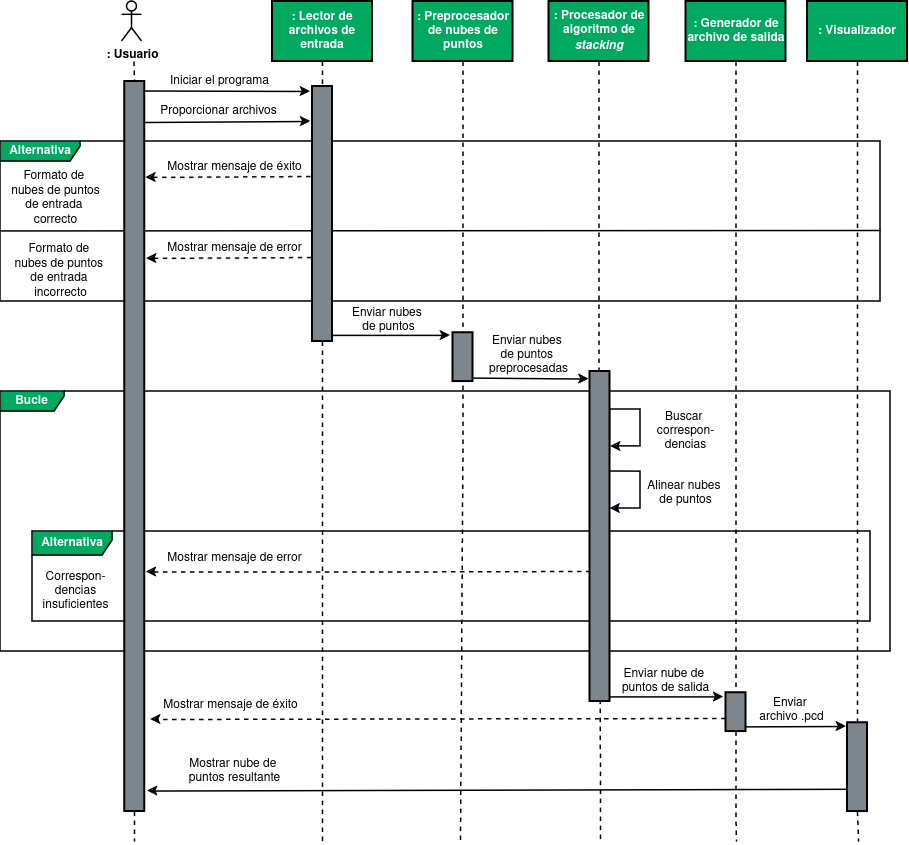 : Usuario
: Lector de
archivos de
entrada
: Preprocesador
de nubes de
puntos
: Procesador de
algoritmo de
stacking
: Generador de
archivo de salida
: Visualizador
Iniciar el programa
Proporcionar archivos
Alternativa
Mostrar mensaje de éxito
Formato de
nubes de puntos
de entrada
correcto
Mostrar mensaje de error
Formato de
nubes de puntos
de entrada
incorrecto
Enviar nubes
de puntos
Enviar nubes
de puntos
preprocesadas
Bucle
Buscar
correspon-
dencias
Alinear nubes
de puntos
Alternativa
Mostrar mensaje de error
Correspon-
dencias
insuficientes
Enviar nube de
puntos de salida
Mostrar mensaje de éxito
Enviar
archivo .pcd
Mostrar nube de
puntos resultante